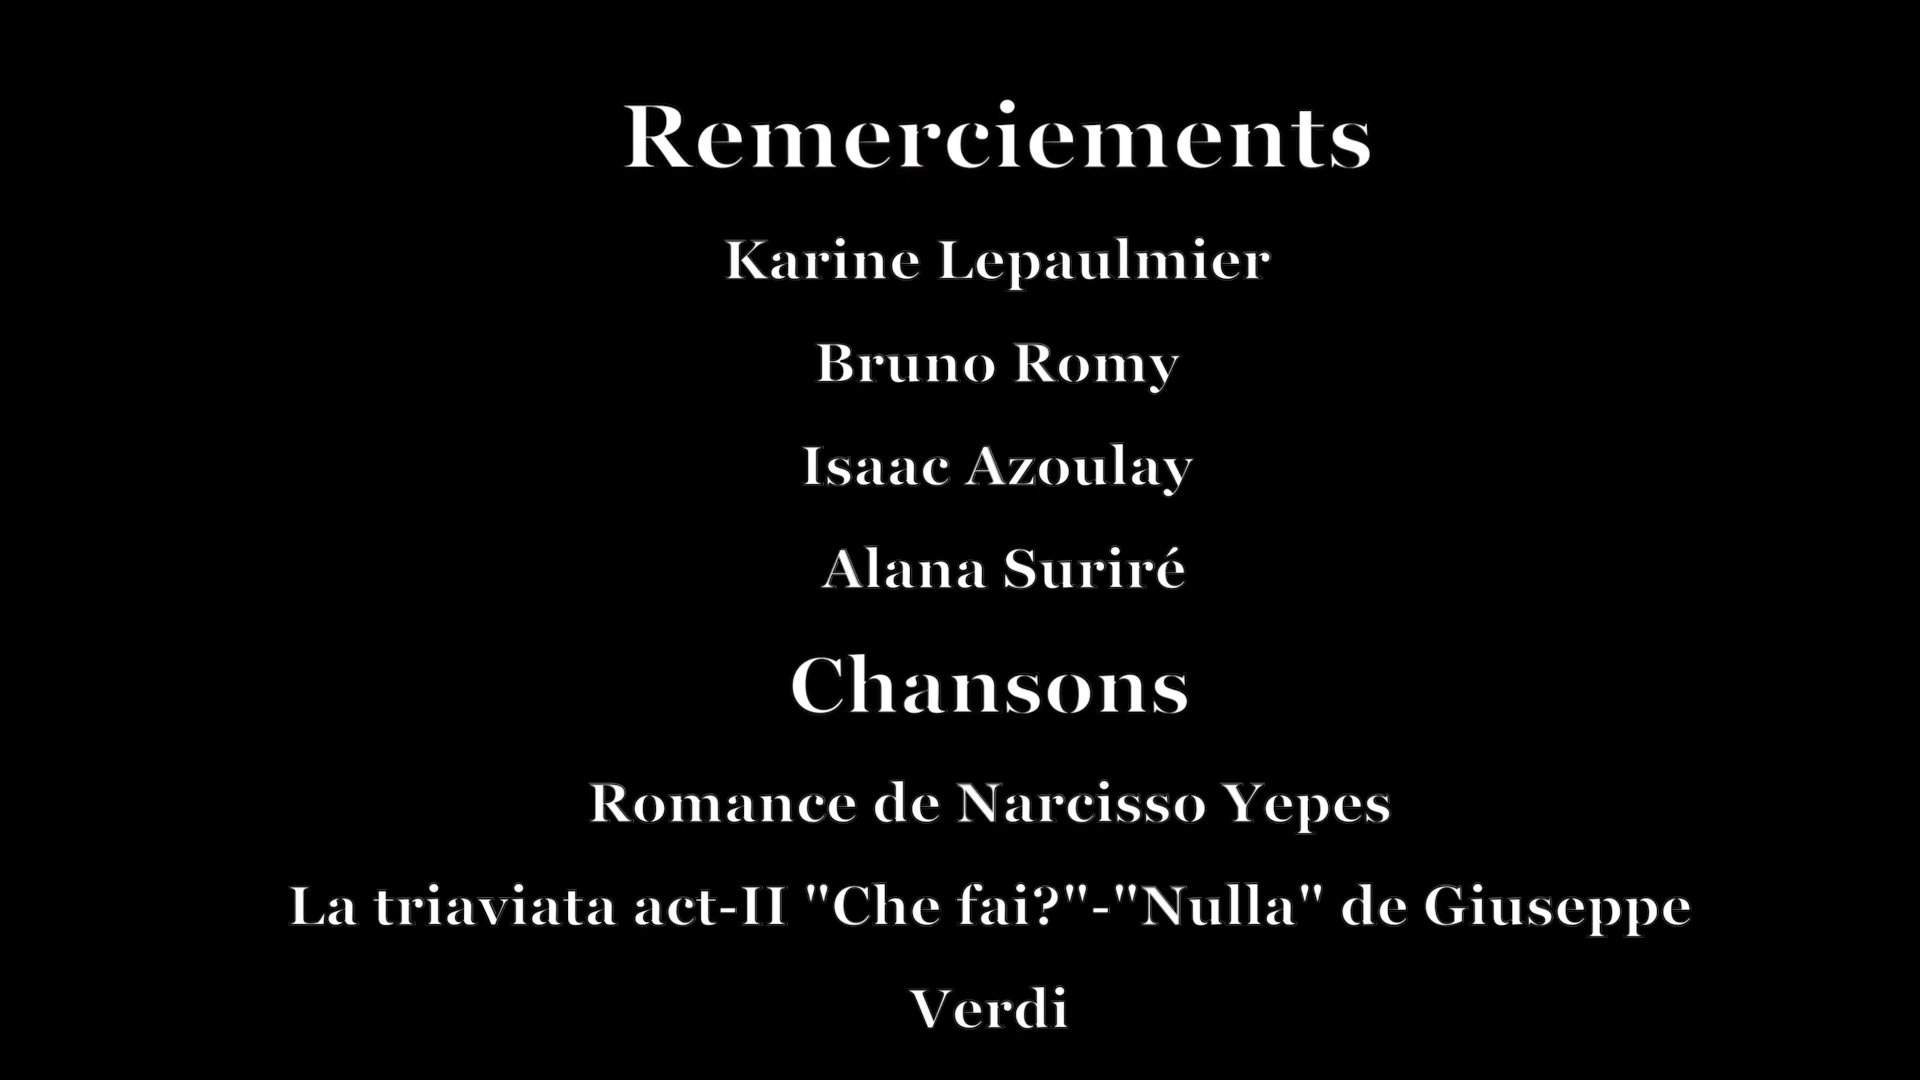 Remerciements
Karine Lepaulmier
Bruno Romy
Isaac Azoulay
Alana Suriré
Chansons
Romance de Narcisso Yepes
La triaviata act-II "Che fai?"-"Nulla" de Giuseppe
Verdi